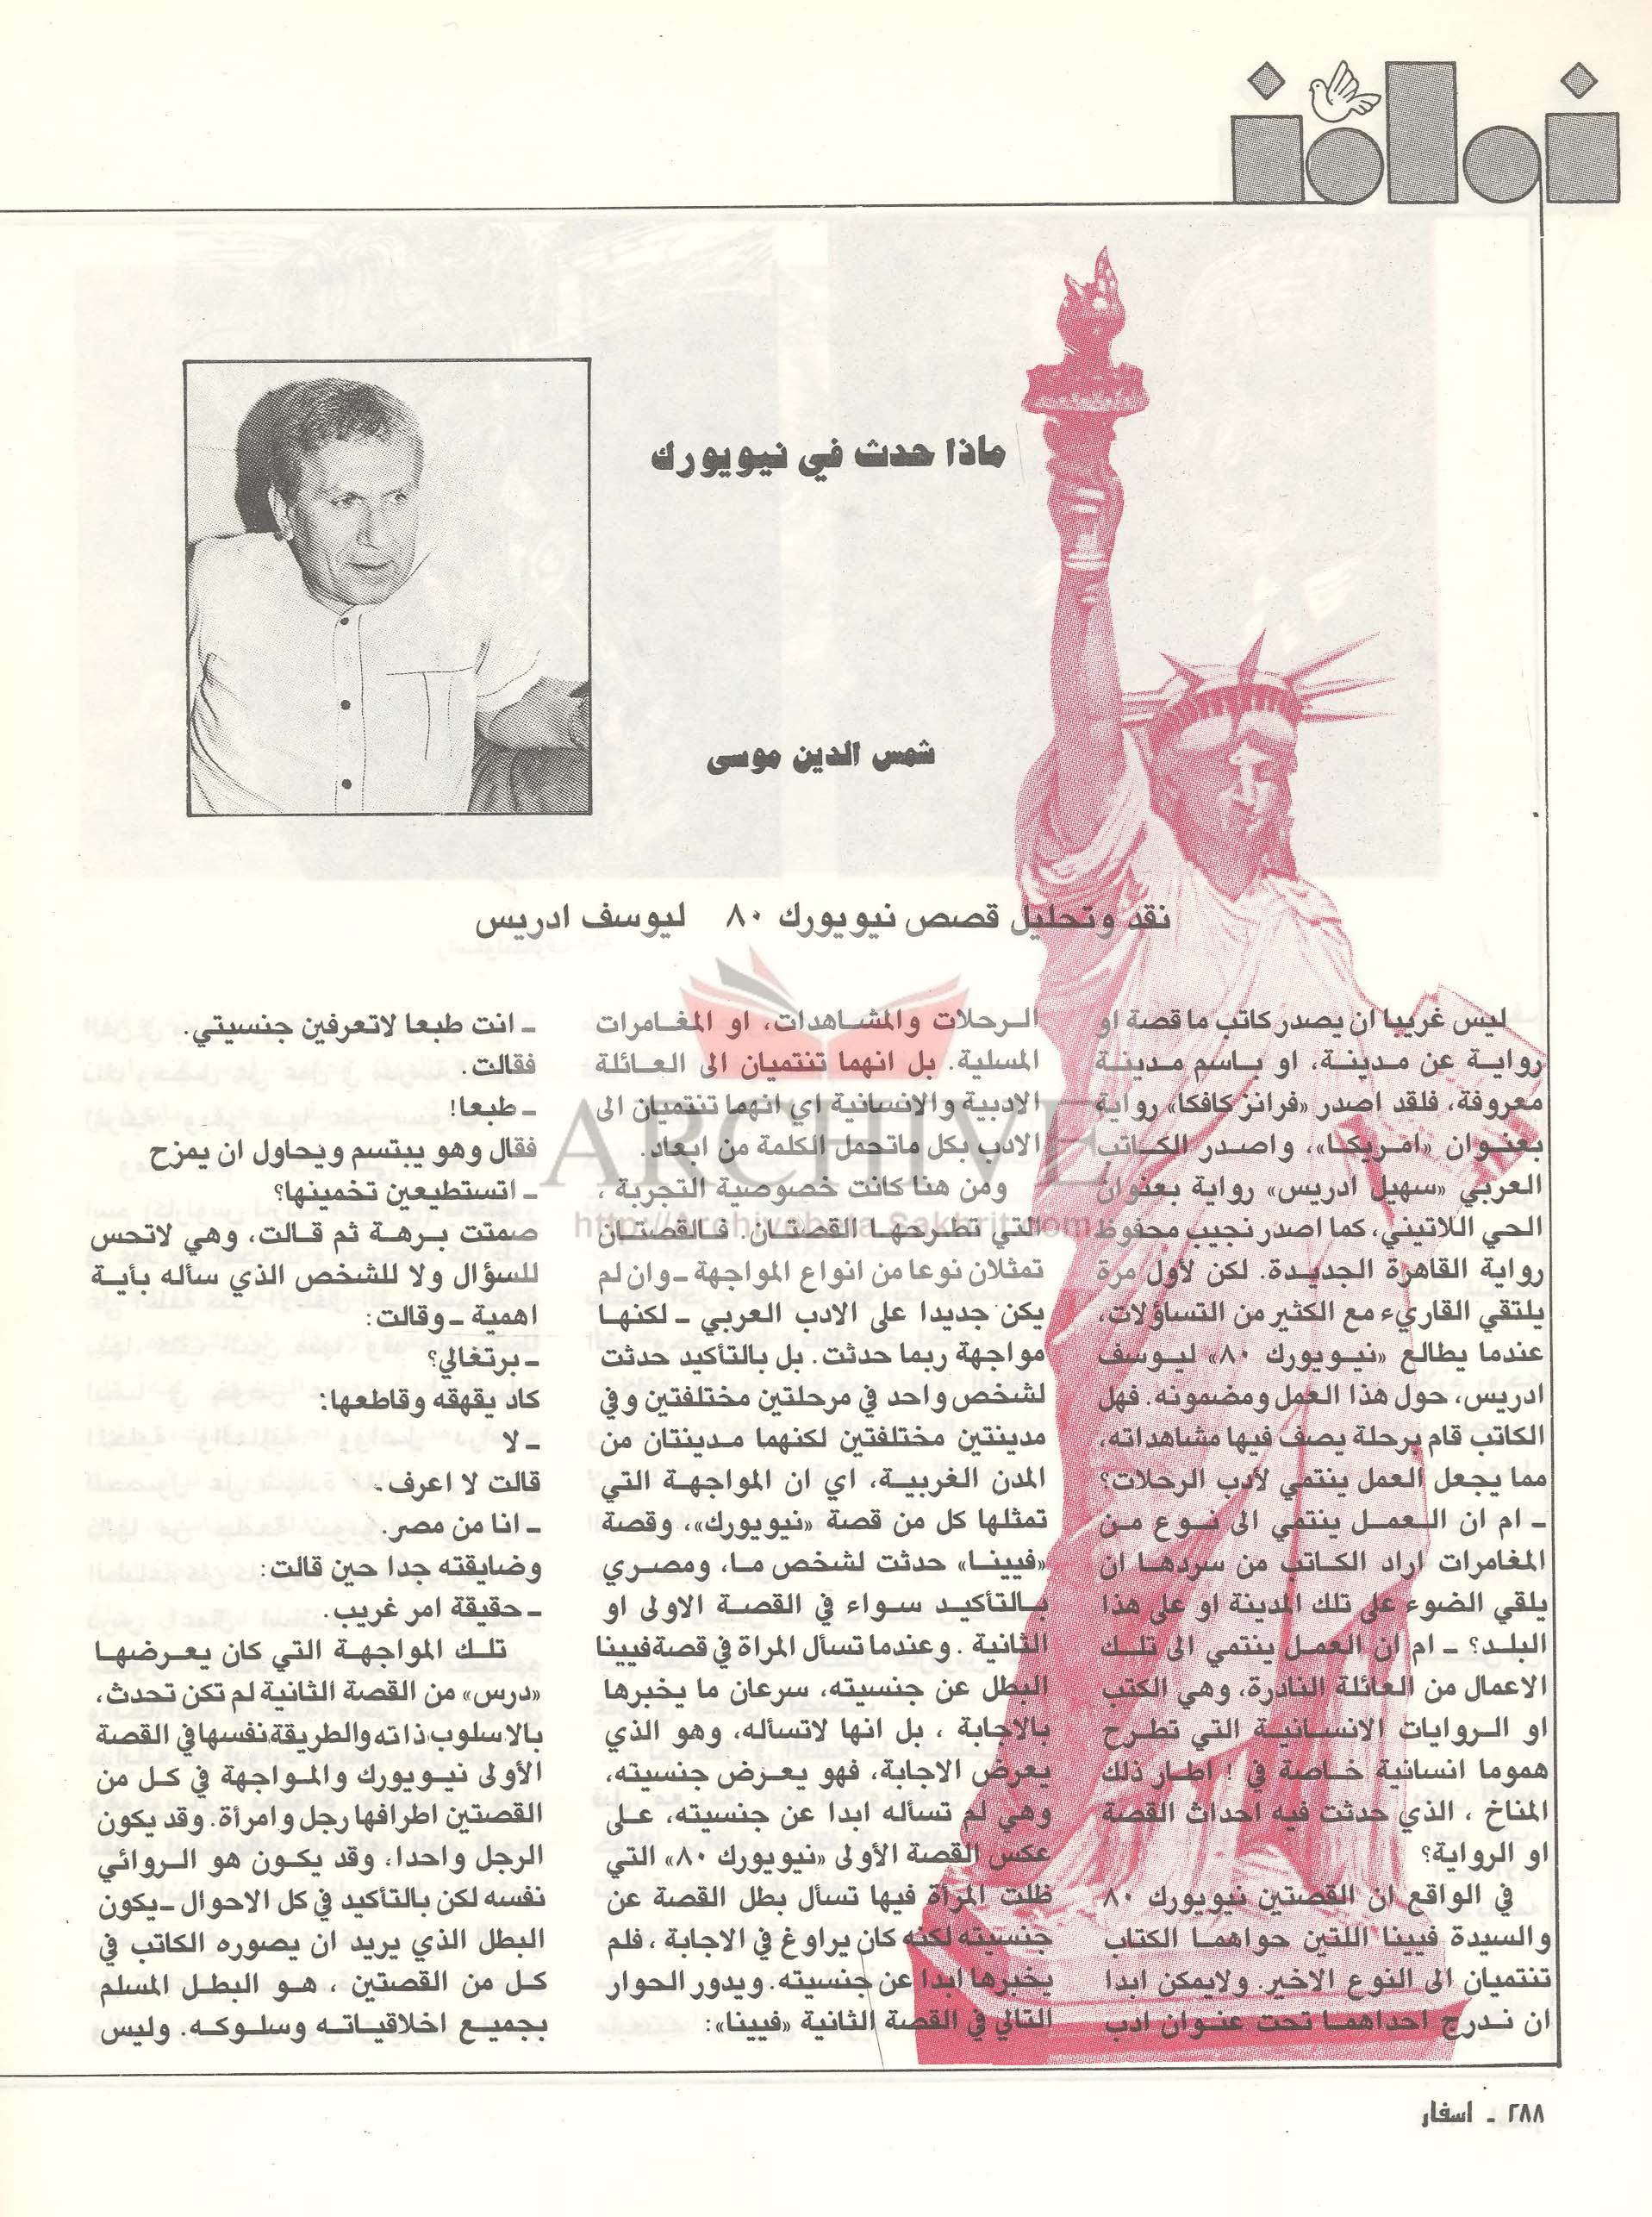 نوافذ
ماذا حدث في نيويورك
شمس الدين موسى
نقد وتحليل قصص نيويورك ٨٠ ليوسف ادريس
ليس غريبا ان يصدر كاتب ما قصة او
رواية عن مدينة، او باسم مدينة
معروفة، فلقد اصدر «فرانز كافكا» رواية
بعنوان «امريكا»، واصدر الكاتب
العربي «سهيل ادريس» رواية بعنوان
الحي اللاتيني، كما اصدر نجيب محفوظ
رواية القاهرة الجديدة. لكن لأول مرة
يلتقي القاريء مع الكثير من التساؤلات،
عندما يطالع «نيويورك ٨٠» ليوسف
ادريس، حول هذا العمل ومضمونه. فهل
الكاتب قام برحلة يصف فيها مشاهداته،
مما يجعل العمل ينتمي لأدب الرحلات؟
ـ ام ان العمل ينتمي الى نوع من
المغامرات اراد الكاتب من سردها ان
يلقي الضوء على تلك المدينة او على هذا
البلد؟ ـ ام ان العمل ينتمي الى تلك
الاعمال من العائلة النادرة، وهي الكتب
او الروايات الانسانية التي تطرح
هموما انسانية خاصة في ! اطار ذلك
المناخ ، الذي حدثت فيه احداث القصة
او الرواية؟
في الواقع ان القصتين نيويورك ٨٠
والسيدة فيينا اللتين حواهما الكتاب
تنتميان الى النوع الاخير. ولايمكن ابدا
ان ندرج احداهما تحت عنوان ادب
الرحلات والمشاهدات، او المغامرات
المسلية. بل انهما تنتميان الى العائلة
الادبية والانسانية اي انهما تنتميان الى
الادب بكل ماتحمل الكلمة من ابعاد.
ومن هنا كانت خصوصية التجربة ،
التي تطرحها القصتان. فالقصتان
تمثلان نوعا من انواع المواجهة ـ وان لم
يكن جديدا على الادب العربي ـ لكنها
مواجهة ربما حدثت. بل بالتأكيد حدثت
لشخص واحد في مرحلتين مختلفتين وفي
مدينتين مختلفتين لكنهما مدينتان من
المدن الغربية، اي ان المواجهة التي
تمثلها كل من قصة «نيويورك»، وقصة
«فيينا» حدثت لشخص ما، ومصري
بالتأكيد سواء في القصة الاولى او
الثانية . وعندما تسأل المراة في قصة فيينا
البطل عن جنسيته، سرعان ما يخبرها
بالاجابة ، بل انها لاتسأله، وهو الذي
يعرض الاجابة، فهو يعرض جنسيته،
وهي لم تسأله ابدا عن جنسيته، على
عكس القصة الأولى «نيويورك ٨٠» التي
ظلت المرأة فيها تسأل بطل القصة عن
جنسيته لكنه كان يراوغ في الاجابة ، فلم
يخبرها ابدا عن جنسيته. ويدور الحوار
التالي في القصة الثانية «فيينا»:
ـ انت طبعا لاتعرفين جنسيتي.
فقالت.
ـ طبعا!
فقال وهو يبتسم ويحاول ان يمزح
ـ اتستطيعين تخمينها؟
صمتت برهة ثم قالت، وهي لاتحس
للسؤال ولا للشخص الذي سأله بأية
اهمية ـ وقالت:
ـ برتغالي؟
كاد يقهقه وقاطعها:
ـ لا
قالت لا اعرف.
ـ انا من مصر.
وضايقته جدا حين قالت:
ـ حقيقة امر غريب.
تلك المواجهة التي كان يعرضها
«درس» من القصة الثانية لم تكن تحدث،
بالاسلوب ذاته والطريقة نفسها في القصة
الأولى نيويورك والمواجهة في كل من
القصتين اطرافها رجل وامرأة. وقد يكون
الرجل واحدا، وقد يكون هو الروائي
نفسه لكن بالتأكيد في كل الاحوال ـ يكون
البطل الذي يريد ان يصوره الكاتب في
كل من القصتين ، هو البطل المسلم
بجميع اخلاقياته وسلوكه. وليس
٢٨٨ ـ اسفار
ARCHIVE
http://Archivebeta.Sakhrit.com